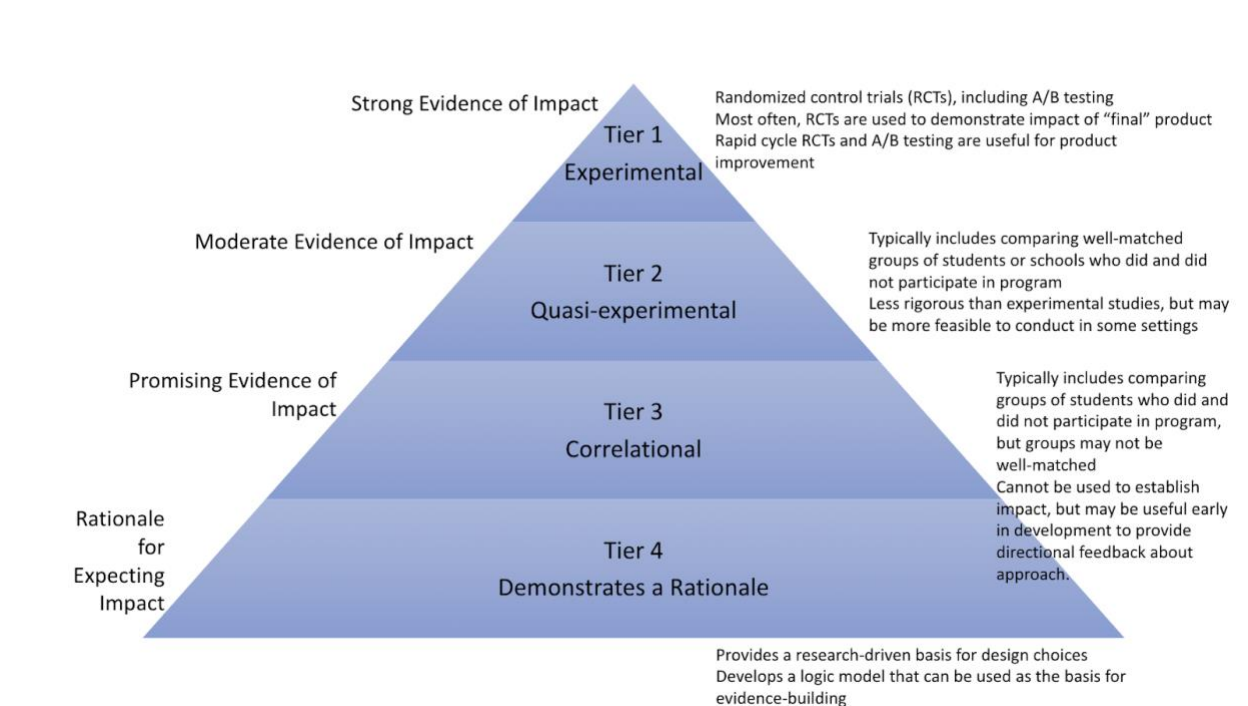 Strong Evidence of Impact
Tier 1
Experimental
Randomized control trials (RCTs), including A/B testing
Most often, RCTs are used to demonstrate impact of “final” product
Rapid cycle RCTs and A/B testing are useful for product
improvement
Moderate Evidence of Impact
Tier 2
Quasi-experimental
Typically includes comparing well-matched
groups of students or schools who did and did
not participate in program
Less rigorous than experimental studies, but may
be more feasible to conduct in some settings
Promising Evidence of
Impact
Tier 3
Correlational
Typically includes comparing
groups of students who did and
did not participate in program,
but groups may not be
well-matched
Cannot be used to establish
impact, but may be useful early
in development to provide
directional feedback about
approach.
Rationale
for
Expecting
Impact
Tier 4
Demonstrates a Rationale
Provides a research-driven basis for design choices
Develops a logic model that can be used as the basis for
evidence-building